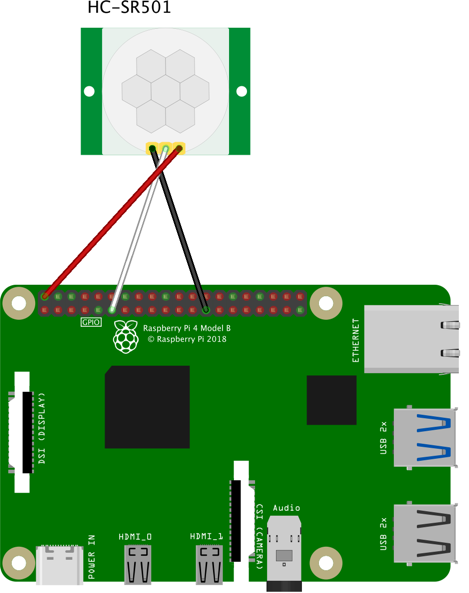 HC-SR501
GPIO
Raspberry Pi 4 Model B
© Raspberry Pi 2018
ETHERNET
DSI (DISPLAY)
USB 2x
CSI (CAMERA)
Audio
USB 2x
POWER IN
HDMI_0
HDMI_1